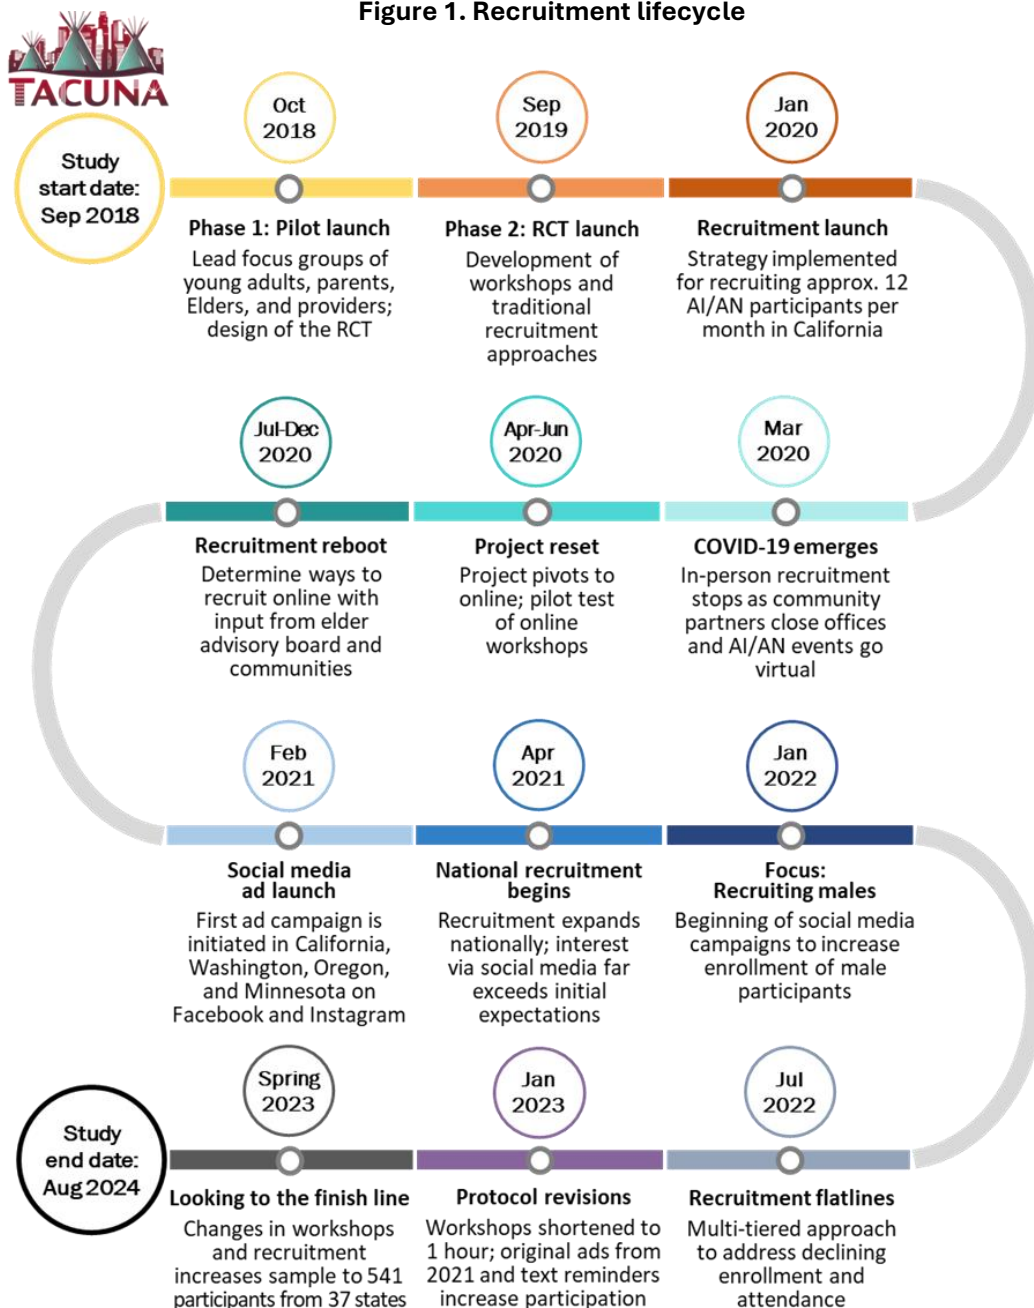 Figure 1. Recruitment lifecycle
TACUNA
Study
start date:
Sep 2018
Oct
2018
Phase 1: Pilot launch
Lead focus groups of
young adults, parents,
Elders, and providers;
design of the RCT
Sep
2019
Phase 2: RCT launch
Development of
workshops and
traditional
recruitment
approaches
Jan
2020
Recruitment launch
Strategy implemented
for recruiting approx. 12
AI/AN participants per
month in California
Mar
2020
COVID-19 emerges
In-person recruitment
stops as community
partners close offices
and AI/AN events go
virtual
Apr-Jun
2020
Project reset
Project pivots to
online; pilot test
of online
workshops
Jul-Dec
2020
Recruitment reboot
Determine ways to
recruit online with
input from elder
advisory board and
communities
Feb
2021
Social media
ad launch
First ad campaign is
initiated in California,
Washington, Oregon,
and Minnesota on
Facebook and Instagram
Apr
2021
National recruitment
begins
Recruitment expands
nationally; interest
via social media far
exceeds initial
expectations
Jan
2022
Focus:
Recruiting males
Beginning of social media
campaigns to increase
enrollment of male
participants
Jul
2022
Recruitment flatlines
Multi-tiered approach
to address declining
enrollment and
attendance
Jan
2023
Protocol revisions
Workshops shortened to
1 hour; original ads from
2021 and text reminders
increase participation
Spring
2023
Looking to the finish line
Changes in workshops
and recruitment
increases sample to 541
participants from 37 states
Study
end date:
Aug 2024